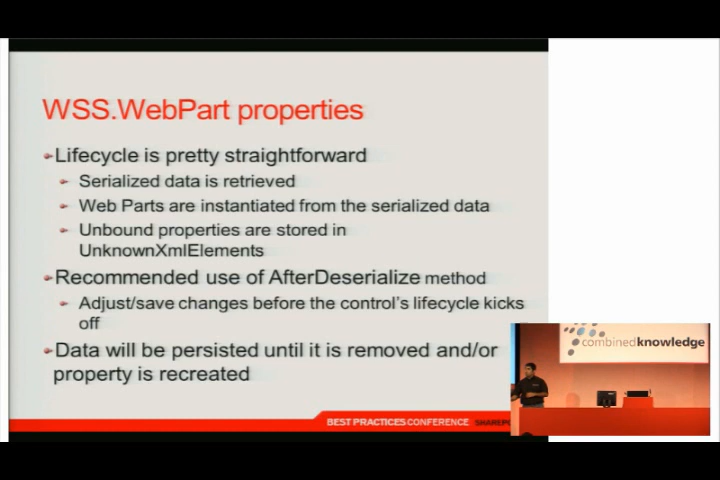 WSS.WebPart properties
Lifecycle is pretty straightforward
Serialized data is retrieved
Web Parts are instantiated from the serialized data
Unbound properties are stored in
UnknownXmlElements
Recommended use of AfterDeserialize method
Adjust/save changes before the control's lifecycle kicks
off
Data will be persisted until it is removed and/or
property is recreated
combinedknowledge
BEST PRACTICES CONFERENCE